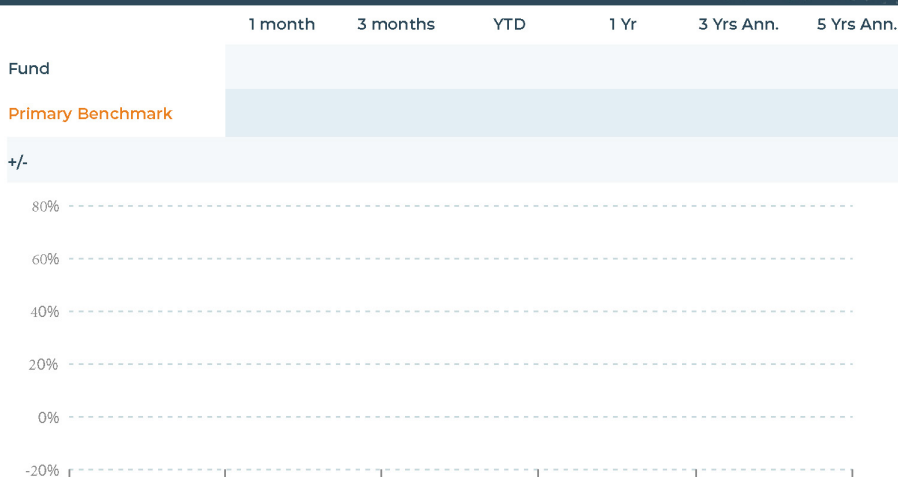 1 month 3 months YTD 1 Yr 3 Yrs Ann. 5 Yrs Ann.
Fund
Primary Benchmark
+/-
80%
60%
40%
20%
0%
-20%